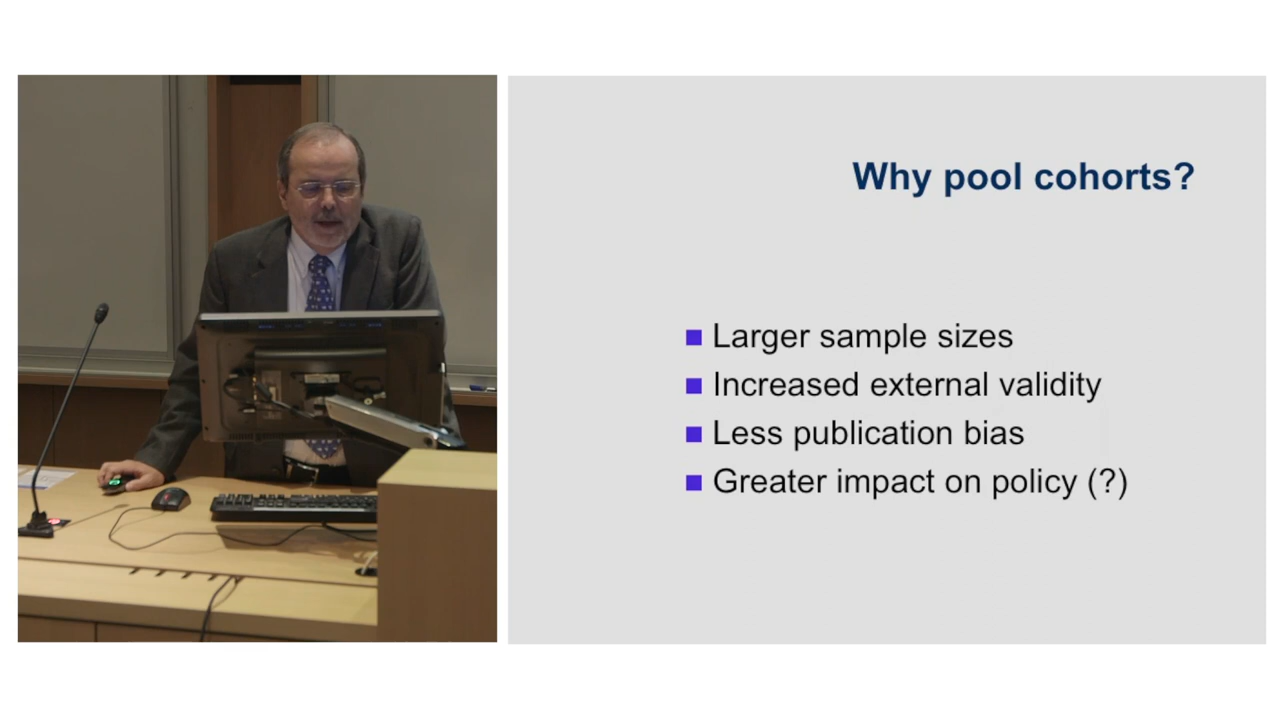 Why pool cohorts?
Larger sample sizes
Increased external validity
Less publication bias
Greater impact on policy (?)